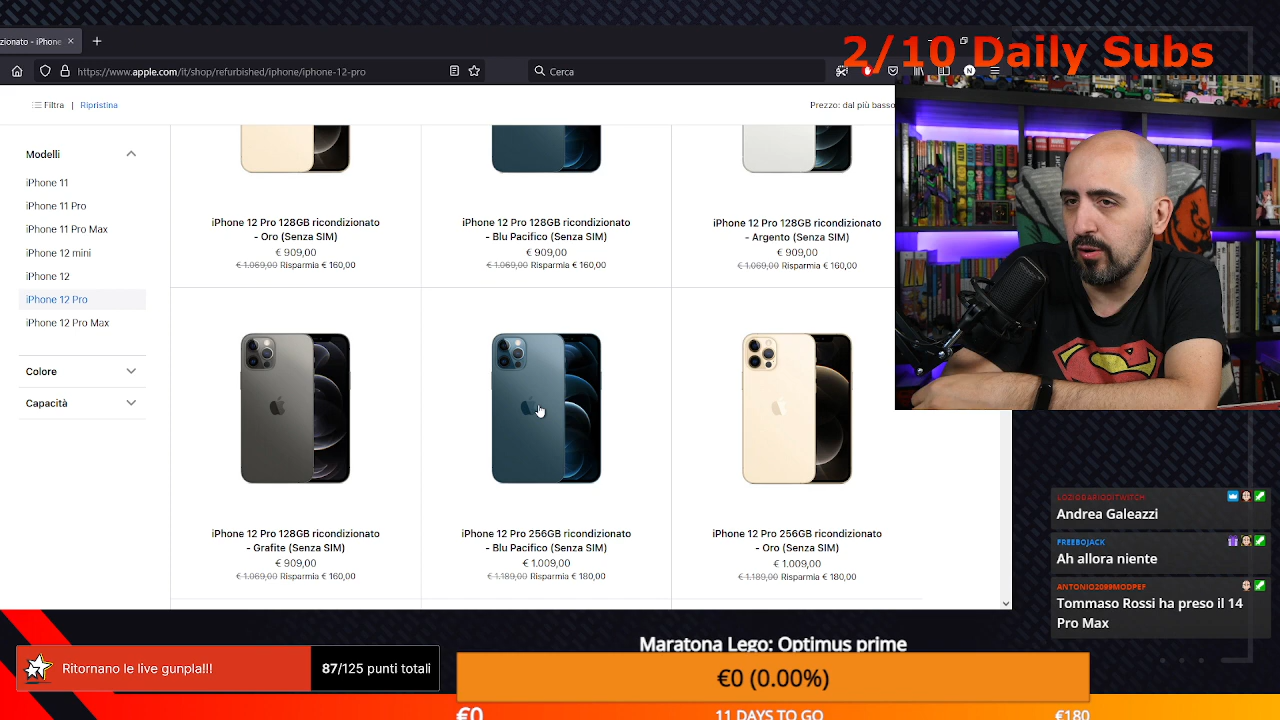 zionato - iPhone
2/10 Daily Subs
https://www.apple.com/it/shop/refurbished/iphone/iphone-12-pro
Cerca
Filtra | Ripristina
Prezzo: dal più basso
Modelli
iPhone 11
iPhone 11 Pro
iPhone 11 Pro Max
iPhone 12 mini
iPhone 12
iPhone 12 Pro
iPhone 12 Pro Max
Colore
Capacità
iPhone 12 Pro 128GB ricondizionato
- Oro (Senza SIM)
€ 909,00
€ 1.069,00 Risparmia € 160,00
iPhone 12 Pro 128GB ricondizionato
- Blu Pacifico (Senza SIM)
€ 909,00
€ 1.069,00 Risparmia € 160,00
iPhone 12 Pro 128GB ricondizionato
- Argento (Senza SIM)
€ 909,00
€ 1.069,00 Risparmia € 160,00
iPhone 12 Pro 128GB ricondizionato
- Grafite (Senza SIM)
€ 909,00
€ 1.069,00 Risparmia € 160,00
iPhone 12 Pro 256GB ricondizionato
- Blu Pacifico (Senza SIM)
€ 1.009,00
€ 1.189,00 Risparmia € 180,00
iPhone 12 Pro 256GB ricondizionato
- Oro (Senza SIM)
€ 1.009,00
€ 1.189,00 Risparmia € 180,00
LOZIODARIODITWITCH
Andrea Galeazzi
FREEBOJACK
Ah allora niente
ANTONIO2099MODPEF
Tommaso Rossi ha preso il 14
Pro Max
Ritornano le live gunpla!!!
87/125 punti totali
Maratona Lego: Optimus prime
€0 (0.00%)
€0
11 DAYS TO GO
€180